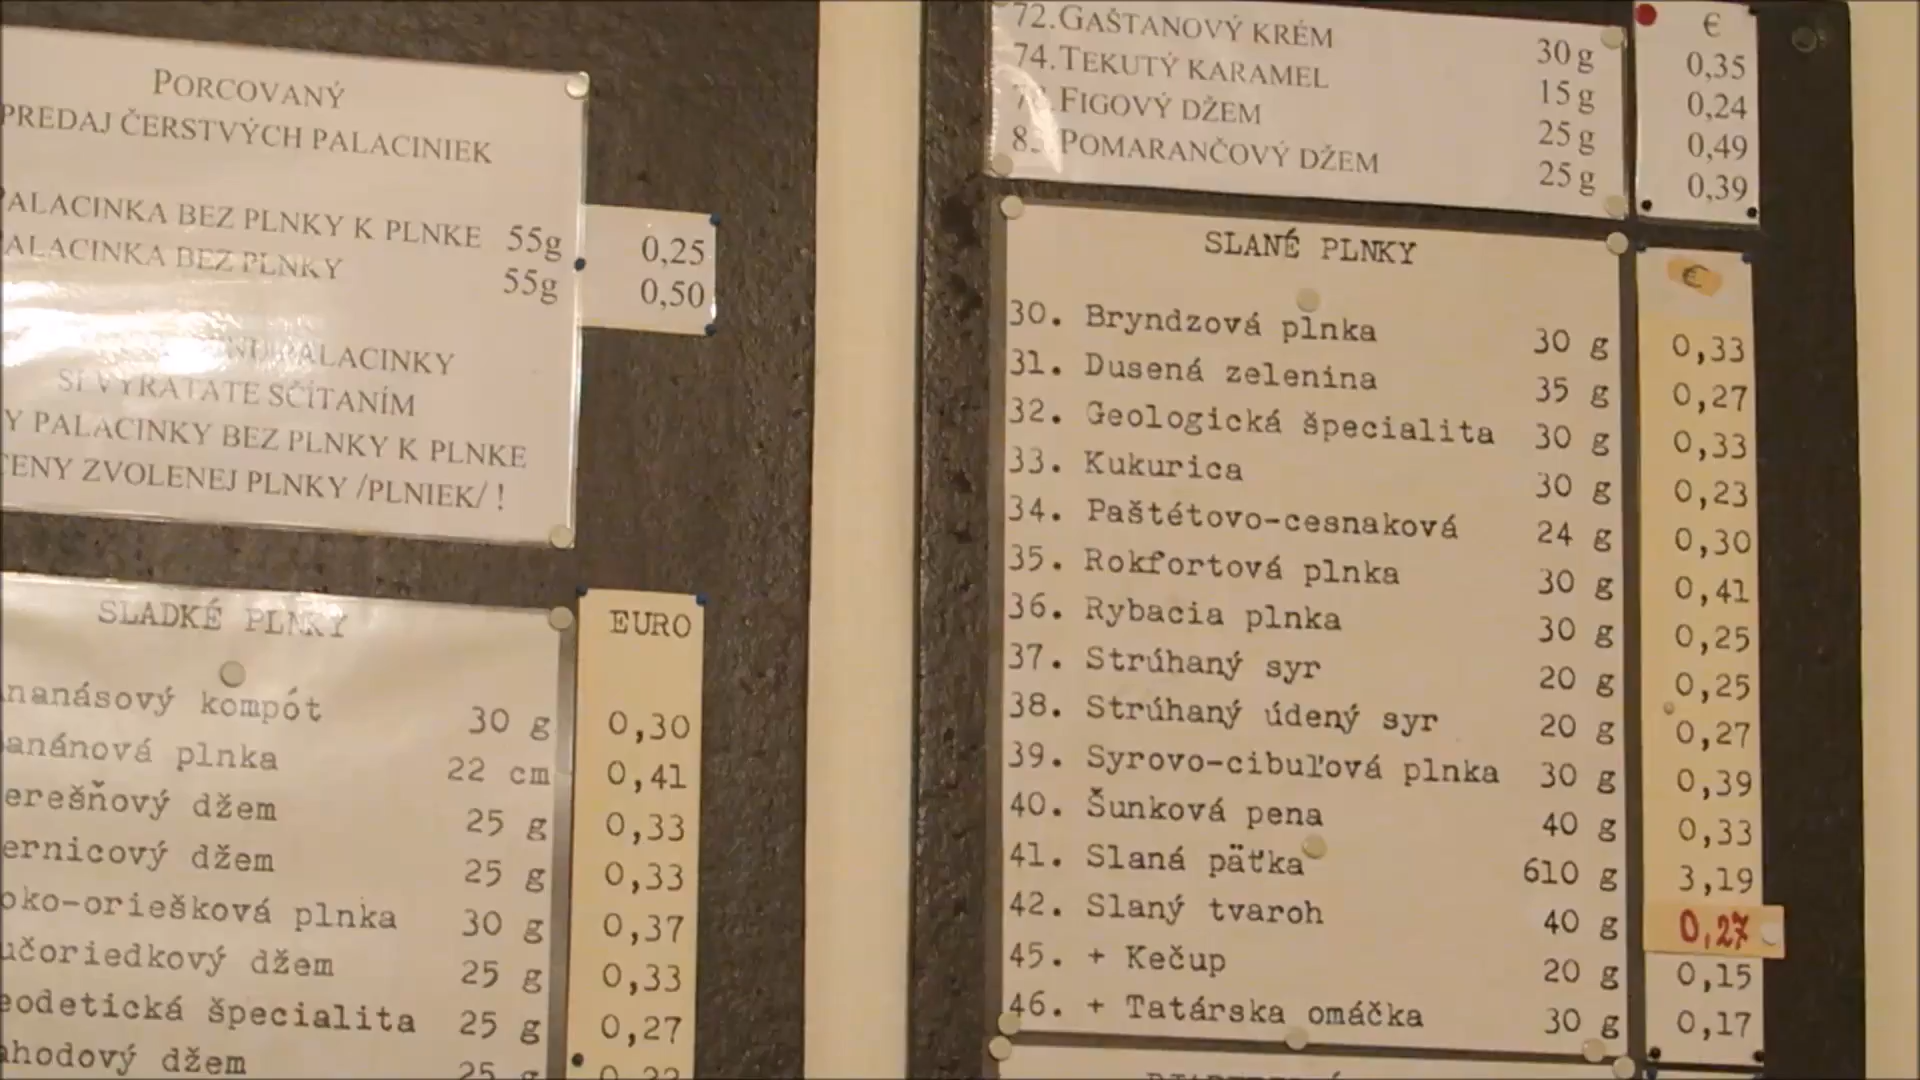 PORCOVANÝ
PREDAJ ČERSTVÝCH PALACINIEK
PALACINKA BEZ PLNKY K PLNKE 55g 0,25
PALACINKA BEZ PLNKY 55g 0,50
PALACINKY
SI VYRÁTATE SČÍTANÍM
PALACINKY BEZ PLNKY K PLNKE
ZVOLENEJ PLNKY /PLNIEK/ !
SLADKÉ PLNKY EURO
nanásový kompót 30 g 0,30
anánová plnka 22 cm 0,41
erešňový džem 25 g 0,33
ernicový džem 25 g 0,33
oko-oriešková plnka 30 g 0,37
učoriedkový džem 25 g 0,33
eodetická špecialita 25 g 0,27
ahodový džem 25
€
72. GAŠTANOVÝ KRÉM 30 g 0,35
74. TEKUTÝ KARAMEL 15 g 0,24
FIGOVÝ DŽEM 25 g 0,49
POMARANČOVÝ DŽEM 25 g 0,39
SLANÉ PLNKY €
30. Bryndzová plnka 30 g 0,33
31. Dusená zelenina 35 g 0,27
32. Geologická špecialita 30 g 0,33
33. Kukurica 30 g 0,23
34. Paštétovo-cesnaková 24 g 0,30
35. Rokfortová plnka 30 g 0,41
36. Rybacia plnka 30 g 0,25
37. Strúhaný syr 20 g 0,25
38. Strúhaný údený syr 20 g 0,27
39. Syrovo-cibuľová plnka 30 g 0,39
40. Šunková pena 40 g 0,33
41. Slaná päťka 610 g 3,19
42. Slaný tvaroh 40 g 0,27
45. + Kečup 20 g 0,15
46. + Tatárska omáčka 30 g 0,17